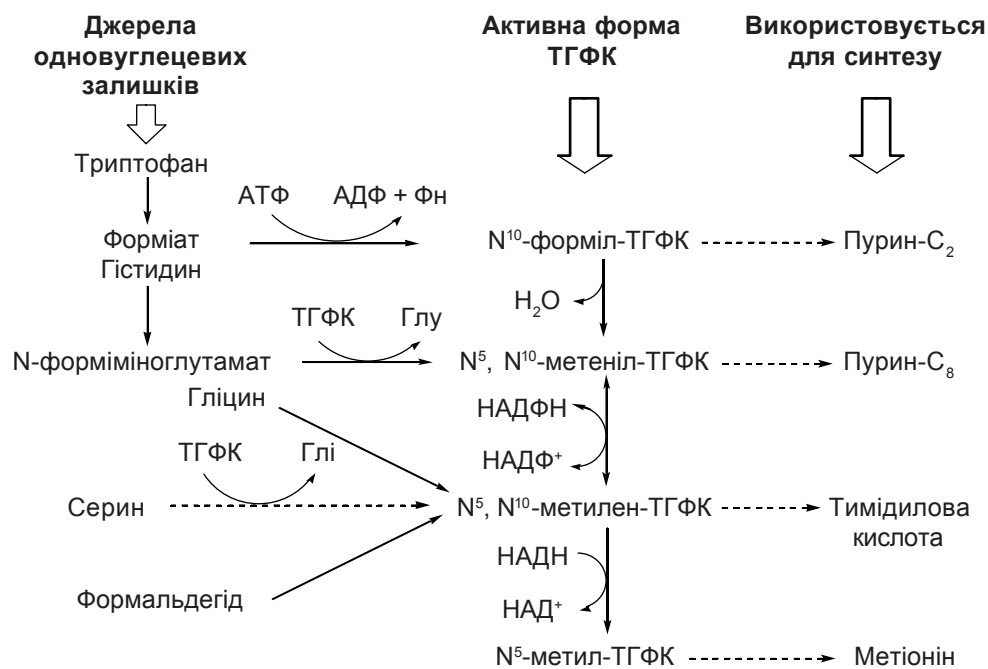 Джерела
одновуглецевих
залишків
Активна форма
ТГФК
Використовується
для синтезу
Триптофан
АТФ
АДФ + Фн
Форміат
Гістидин
N¹⁰-форміл-ТГФК
Пурин-C₂
H₂O
ТГФК
Глу
N-форміміноглутамат
N⁵, N¹⁰-метеніл-ТГФК
Пурин-C₈
Гліцин
НАДФН
НАДФ⁺
ТГФК
Глі
Серин
N⁵, N¹⁰-метилен-ТГФК
Тимідилова
кислота
НАДН
НАД⁺
Формальдегід
N⁵-метил-ТГФК
Метіонін